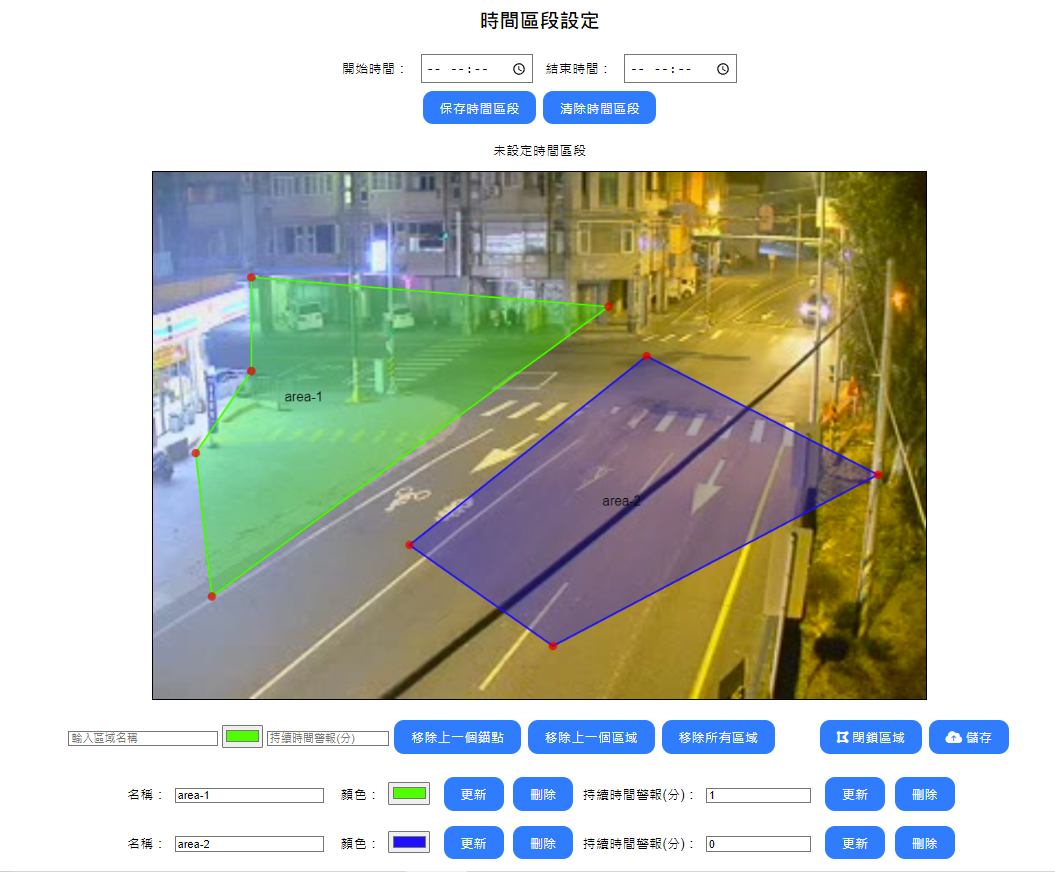 時間區段設定
開始時間： -- --:-- 結束時間： -- --:--
保存時間區段 清除時間區段
未設定時間區段
area-1
area-2
輸入區域名稱 持續時間警報(分) 移除上一個錨點 移除上一個區域 移除所有區域 閉鎖區域 儲存
名稱： area-1 顏色： 更新 刪除 持續時間警報(分)： 1 更新 刪除
名稱： area-2 顏色： 更新 刪除 持續時間警報(分)： 0 更新 刪除